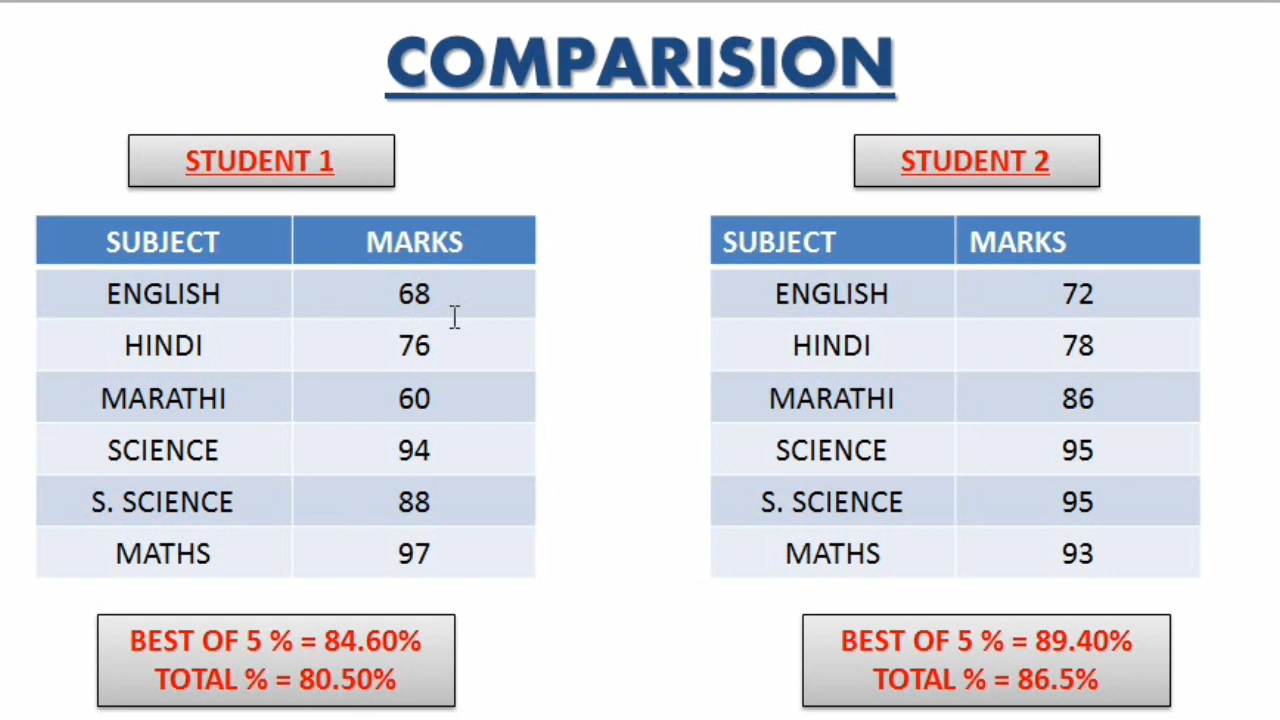 COMPARISION
STUDENT 1
SUBJECT MARKS
ENGLISH 68
HINDI 76
MARATHI 60
SCIENCE 94
S. SCIENCE 88
MATHS 97
BEST OF 5 % = 84.60%
TOTAL % = 80.50%
STUDENT 2
SUBJECT MARKS
ENGLISH 72
HINDI 78
MARATHI 86
SCIENCE 95
S. SCIENCE 95
MATHS 93
BEST OF 5 % = 89.40%
TOTAL % = 86.5%